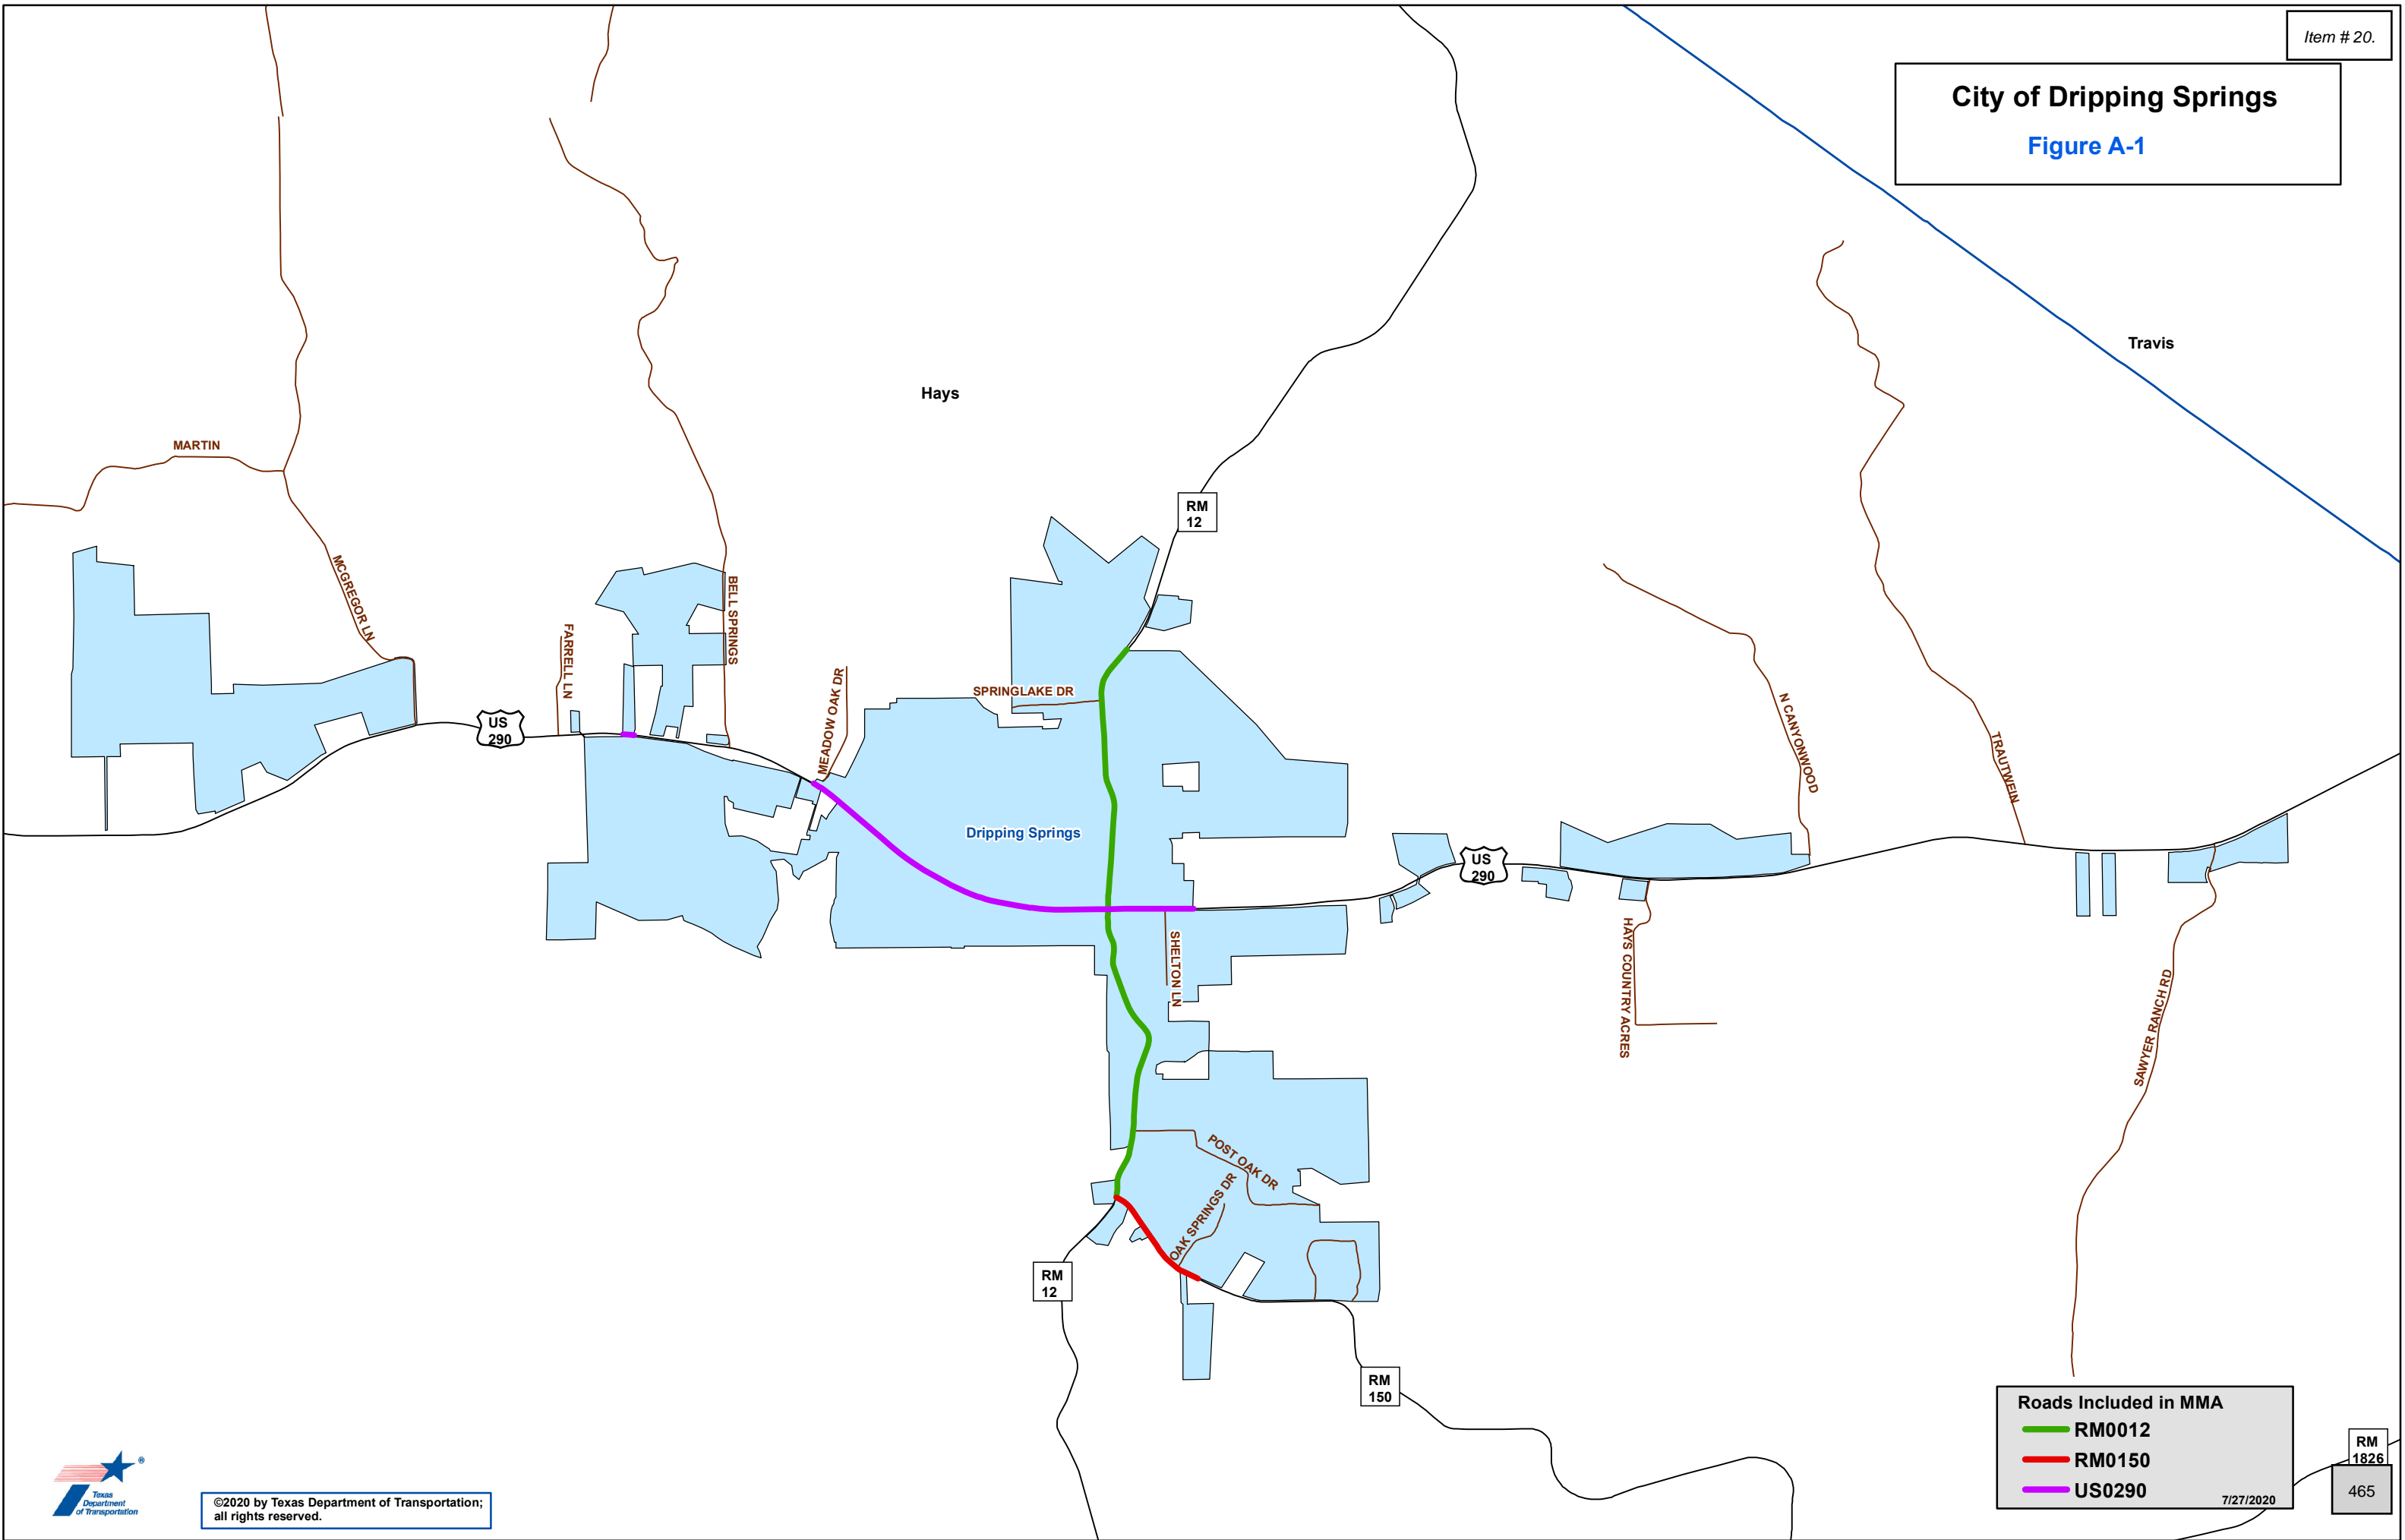 Item # 20.
City of Dripping Springs
Figure A-1
Travis
Hays
MARTIN
RM
12
MCGREGOR LN
BELL SPRINGS
FARRELL LN
MEADOW OAK DR
SPRINGLAKE DR
N CANYONWOOD
TRAUTWEIN
US
290
Dripping Springs
US
290
SHELTON LN
HAYS COUNTRY ACRES
SAWYER RANCH RD
POST OAK DR
OAK SPRINGS DR
RM
12
RM
150
Roads Included in MMA
RM0012
RM0150
US0290
7/27/2020
RM
1826
465
®
Texas
Department
of Transportation
©2020 by Texas Department of Transportation;
all rights reserved.